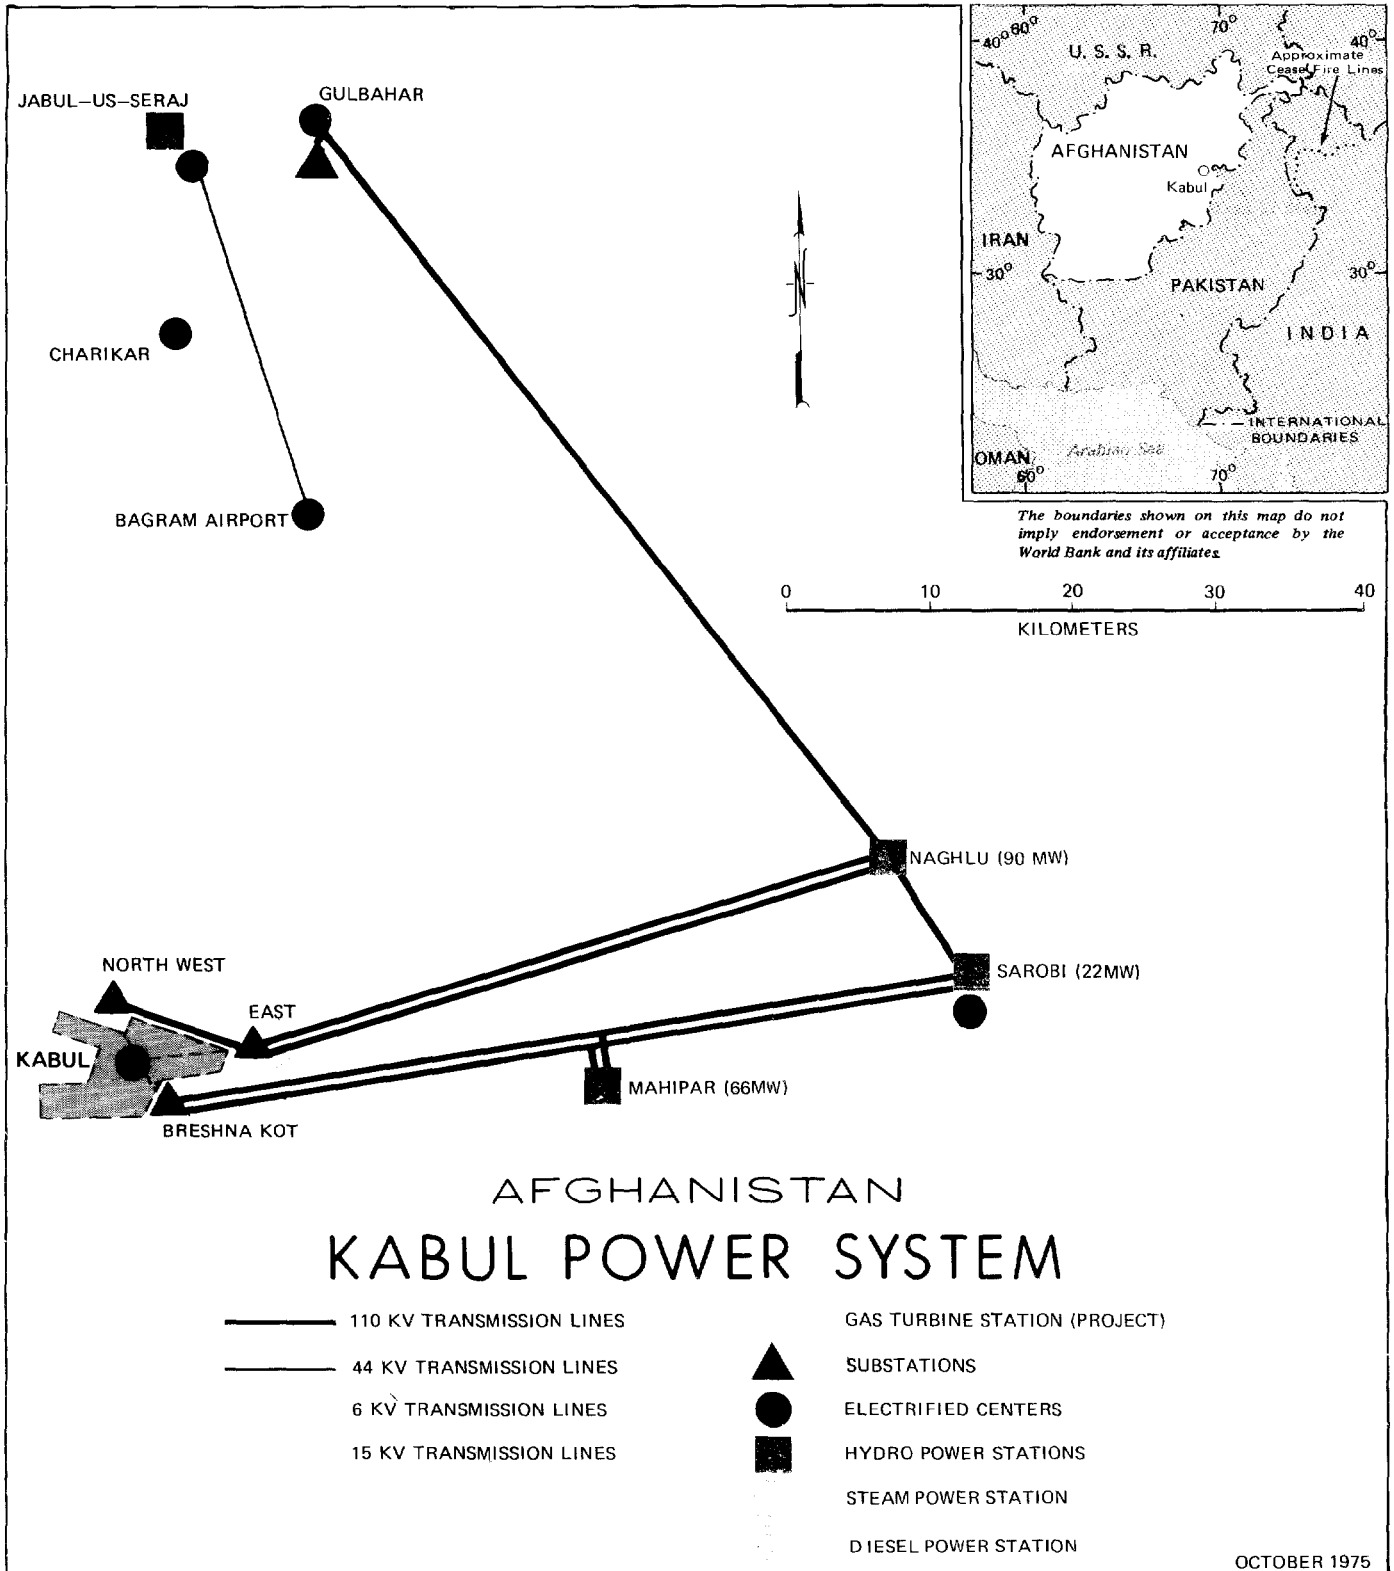 JABUL-US-SERAJ
GULBAHAR
CHARIKAR
BAGRAM AIRPORT
40° 60°
70°
40°
U. S. S. R.
Approximate
Cease Fire Lines
AFGHANISTAN
Kabul
IRAN
30°
30°
PAKISTAN
INDIA
INTERNATIONAL
BOUNDARIES
Arabian Sea
OMAN
60°
70°
The boundaries shown on this map do not
imply endorsement or acceptance by the
World Bank and its affiliates.
0 10 20 30 40
KILOMETERS
N
NAGHLU (90 MW)
SAROBI (22MW)
NORTH WEST
EAST
KABUL
MAHIPAR (66MW)
BRESHNA KOT
AFGHANISTAN
KABUL POWER SYSTEM
110 KV TRANSMISSION LINES
44 KV TRANSMISSION LINES
6 KV TRANSMISSION LINES
15 KV TRANSMISSION LINES
GAS TURBINE STATION (PROJECT)
SUBSTATIONS
ELECTRIFIED CENTERS
HYDRO POWER STATIONS
STEAM POWER STATION
DIESEL POWER STATION
OCTOBER 1975